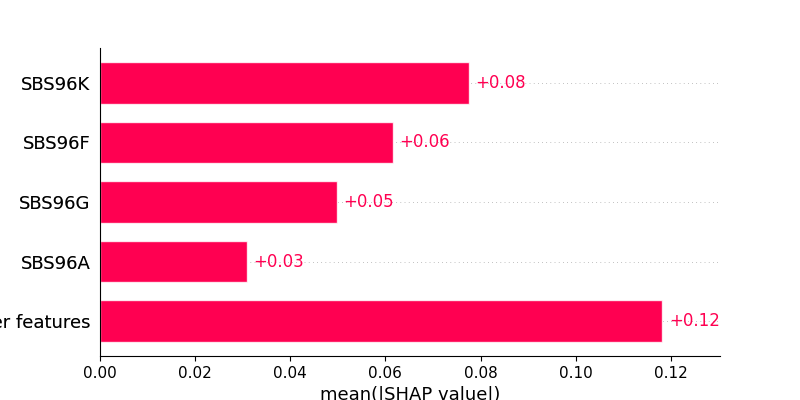 SBS96K +0.08
SBS96F +0.06
SBS96G +0.05
SBS96A +0.03
features +0.12
0.00 0.02 0.04 0.06 0.08 0.10 0.12
mean(|SHAP value|)